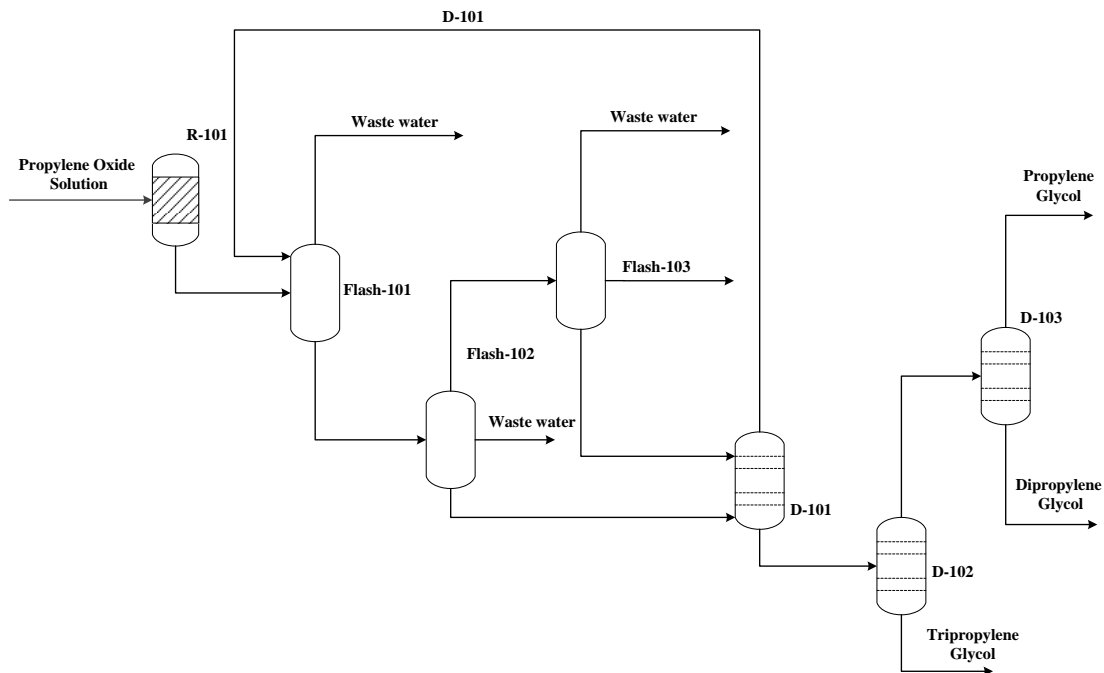 D-101
Waste water
Waste water
R-101
Propylene Oxide
Solution
Propylene
Glycol
Flash-101
Flash-103
D-103
Flash-102
Waste water
D-101
Dipropylene
Glycol
D-102
Tripropylene
Glycol